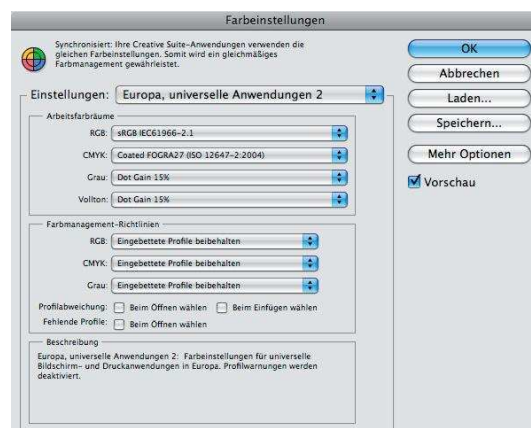 Farbeinstellungen
Synchronisiert: Ihre Creative Suite-Anwendungen verwenden die
gleichen Farbeinstellungen. Somit wird ein gleichmäßiges
Farbmanagement gewährleistet.
OK
Abbrechen
Laden...
Speichern...
Mehr Optionen
Vorschau
Einstellungen: Europa, universelle Anwendungen 2
Arbeitsfarbräume
RGB: sRGB IEC61966-2.1
CMYK: Coated FOGRA27 (ISO 12647-2:2004)
Grau: Dot Gain 15%
Vollton: Dot Gain 15%
Farbmanagement-Richtlinien
RGB: Eingebettete Profile beibehalten
CMYK: Eingebettete Profile beibehalten
Grau: Eingebettete Profile beibehalten
Profilabweichung: Beim Öffnen wählen Beim Einfügen wählen
Fehlende Profile: Beim Öffnen wählen
Beschreibung
Europa, universelle Anwendungen 2: Farbeinstellungen für universelle
Bildschirm- und Druckanwendungen in Europa. Profilwarnungen werden
deaktiviert.